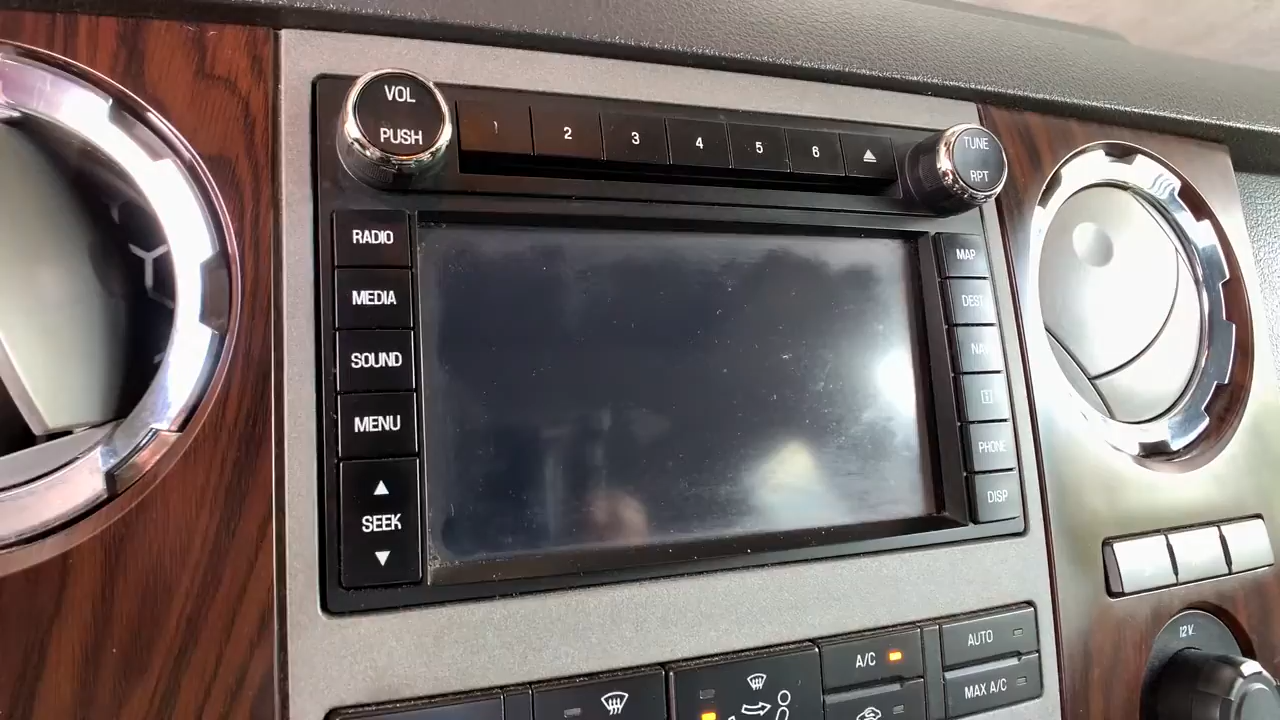 VOL
PUSH
1
2
3
4
5
6
TUNE
RPT
RADIO
MEDIA
SOUND
MENU
SEEK
MAP
DEST
NAV
PHONE
DISP
A/C
AUTO
MAX A/C
12V